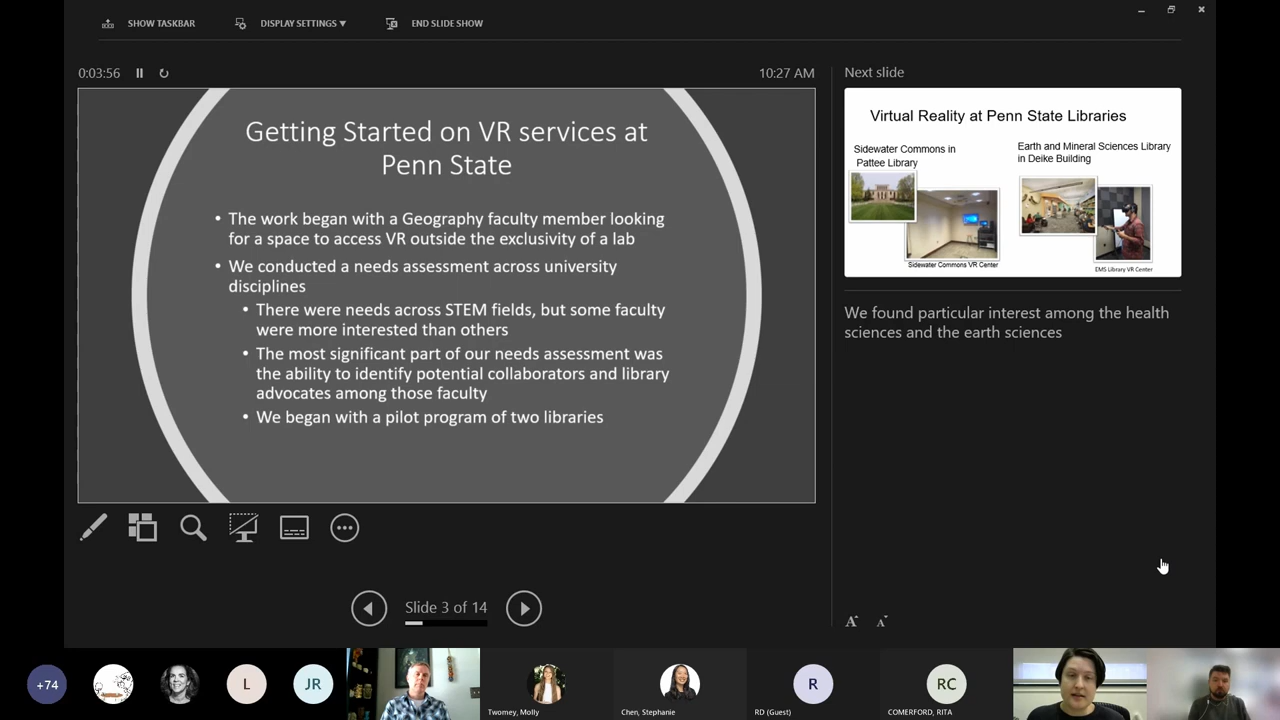 SHOW TASKBAR
DISPLAY SETTINGS ▼
END SLIDE SHOW
0:03:56
10:27 AM
Getting Started on VR services at
Penn State
• The work began with a Geography faculty member looking
for a space to access VR outside the exclusivity of a lab
• We conducted a needs assessment across university
disciplines
• There were needs across STEM fields, but some faculty
were more interested than others
• The most significant part of our needs assessment was
the ability to identify potential collaborators and library
advocates among those faculty
• We began with a pilot program of two libraries
Slide 3 of 14
Next slide
Virtual Reality at Penn State Libraries
Sidewater Commons in
Pattee Library
Sidewater Commons VR Center
Earth and Mineral Sciences Library
in Deike Building
EMS Library VR Center
We found particular interest among the health
sciences and the earth sciences
A A
+74
L
JR
Twomey, Molly
Chen, Stephanie
R
RD (Guest)
RC
COMERFORD, RITA